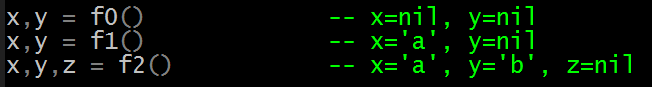 x,y = f0() -- x=nil, y=nil
x,y = f1() -- x='a', y=nil
x,y,z = f2() -- x='a', y='b', z=nil